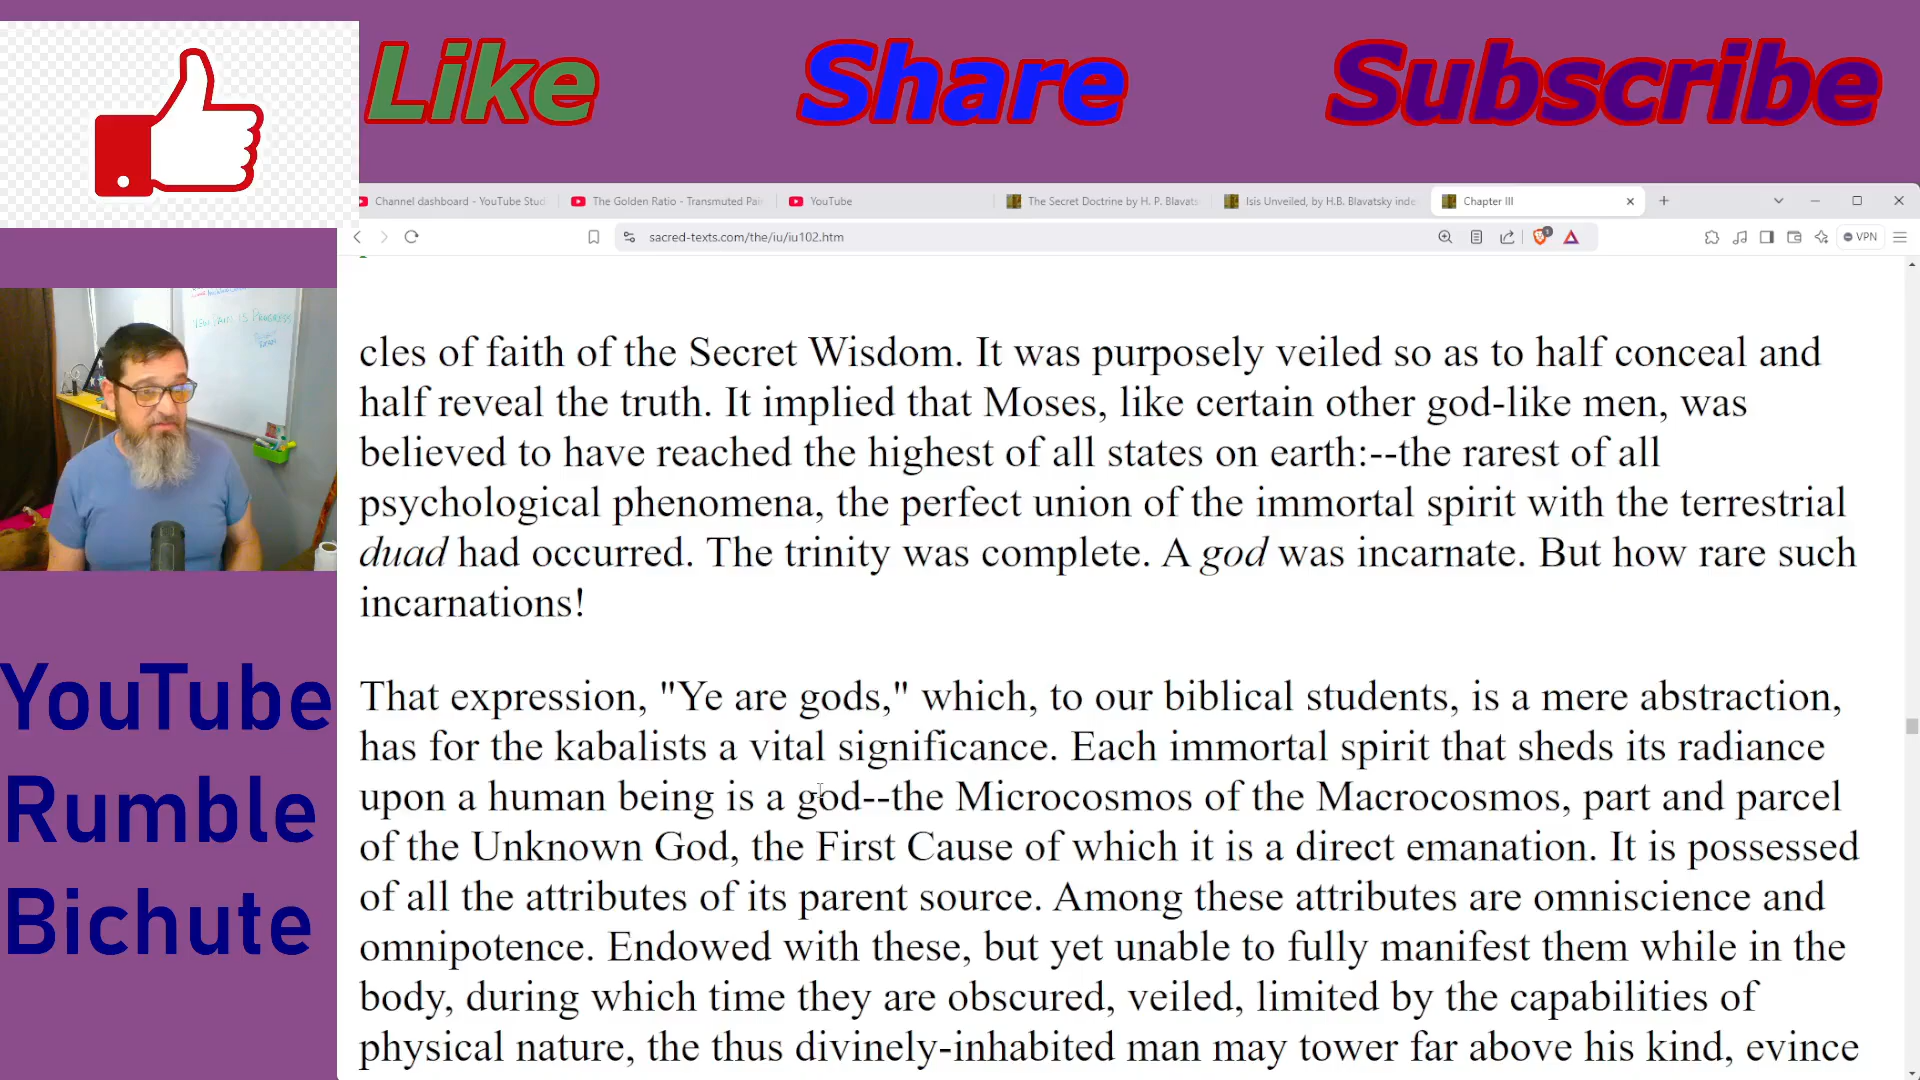 Like Share Subscribe
Channel dashboard - YouTube Stud
The Golden Ratio - Transmuted Pai
YouTube
The Secret Doctrine by H. P. Blavats
Isis Unveiled, by H.B. Blavatsky inde
Chapter III
sacred-texts.com/the/iu/iu102.htm
1
VPN
cles of faith of the Secret Wisdom. It was purposely veiled so as to half conceal and
half reveal the truth. It implied that Moses, like certain other god-like men, was
believed to have reached the highest of all states on earth:--the rarest of all
psychological phenomena, the perfect union of the immortal spirit with the terrestrial
duad had occurred. The trinity was complete. A god was incarnate. But how rare such
incarnations!
That expression, "Ye are gods," which, to our biblical students, is a mere abstraction,
has for the kabalists a vital significance. Each immortal spirit that sheds its radiance
upon a human being is a god--the Microcosmos of the Macrocosmos, part and parcel
of the Unknown God, the First Cause of which it is a direct emanation. It is possessed
of all the attributes of its parent source. Among these attributes are omniscience and
omnipotence. Endowed with these, but yet unable to fully manifest them while in the
body, during which time they are obscured, veiled, limited by the capabilities of
physical nature, the thus divinely-inhabited man may tower far above his kind, evince
YouTube
Rumble
Bichute